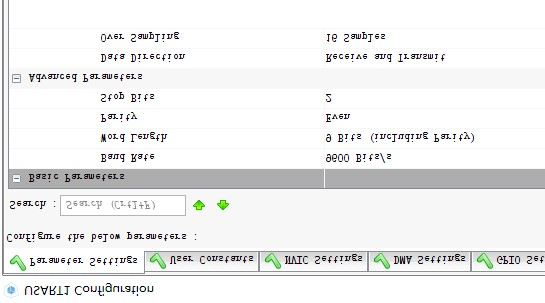 USART1 Configuration
Parameter Settings User Constants NVIC Settings DMA Settings GPIO Set
Configure the below parameters :
Search : Search (Crtl+F)
Basic Parameters
Baud Rate 9600 Bits/s
Word Length 9 Bits (including Parity)
Parity Even
Stop Bits 2
Advanced Parameters
Data Direction Receive and Transmit
Over Sampling 16 Samples